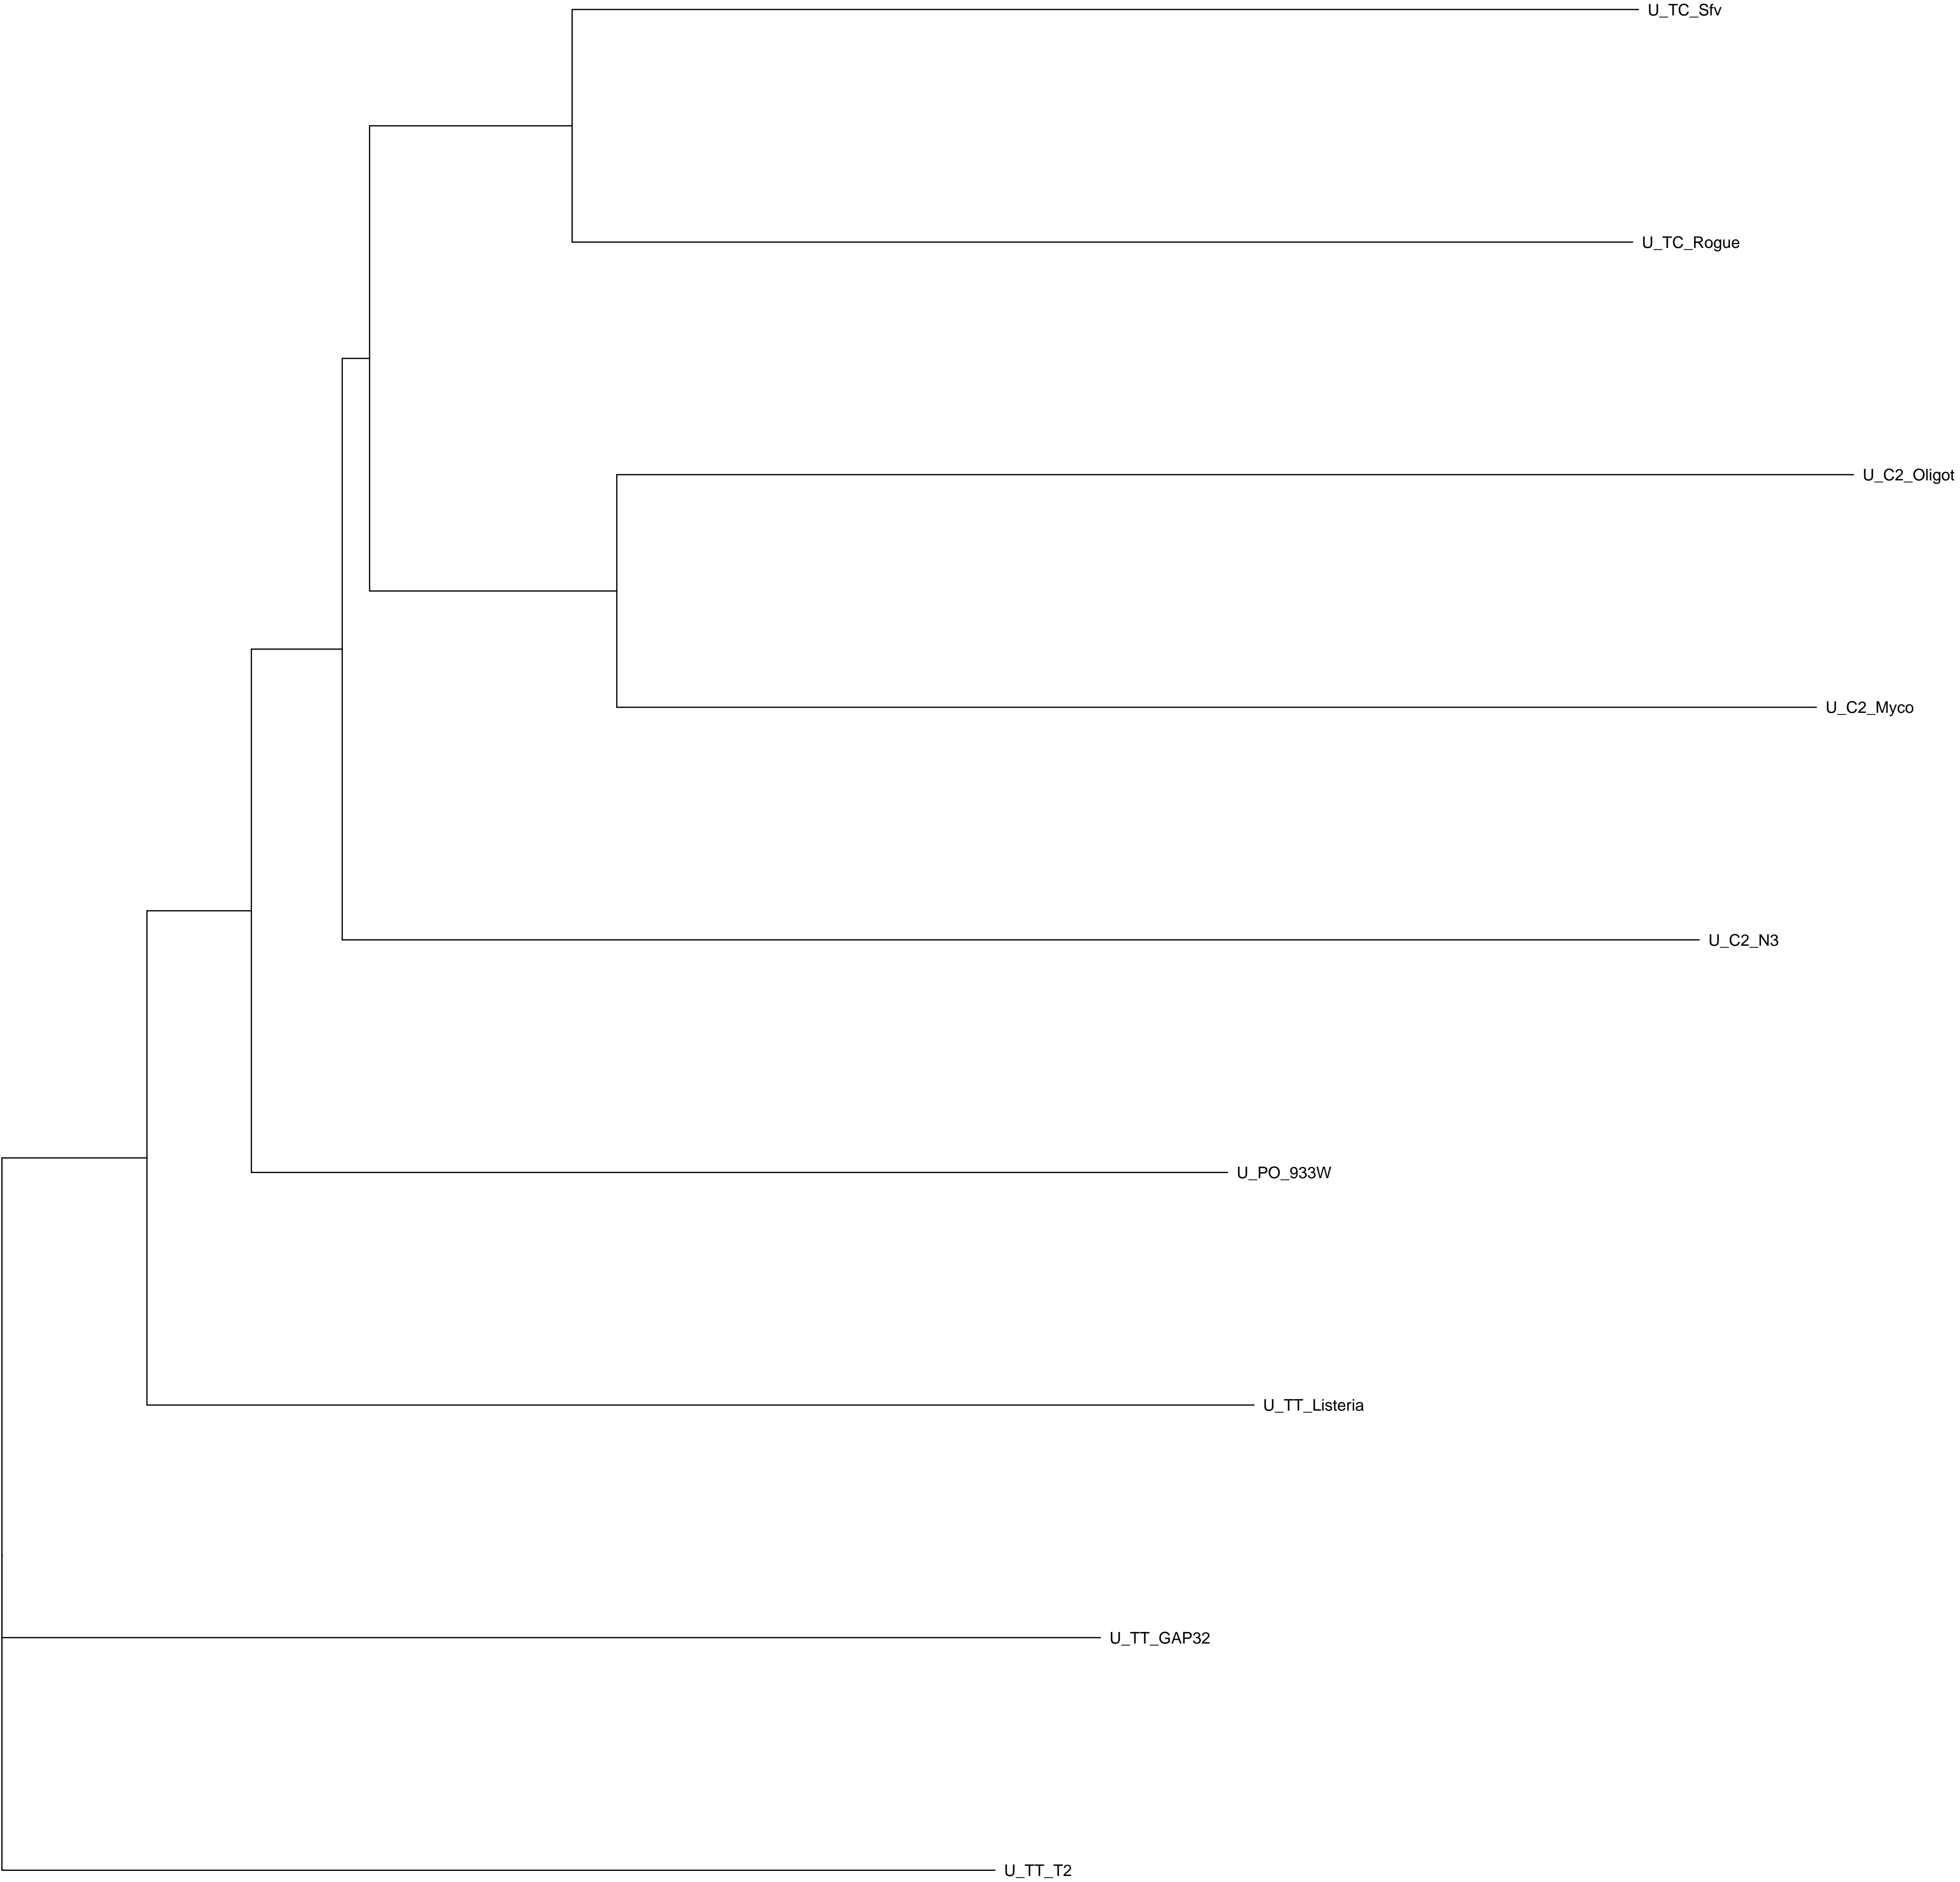 U_TC_Sfv
U_TC_Rogue
U_C2_Oligot
U_C2_Myco
U_C2_N3
U_PO_933W
U_TT_Listeria
U_TT_GAP32
U_TT_T2